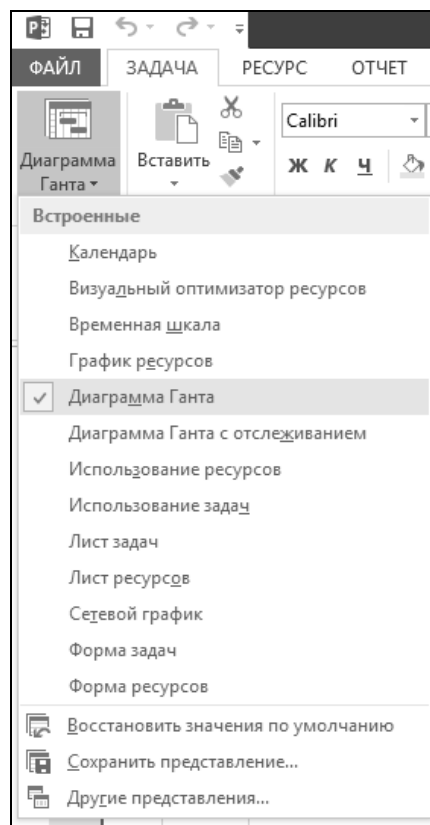 ФАЙЛ ЗАДАЧА РЕСУРС ОТЧЕТ
Диаграмма Ганта
Вставить
Calibri
Ж К Ч
Встроенные
Календарь
Визуальный оптимизатор ресурсов
Временная шкала
График ресурсов
Диаграмма Ганта
Диаграмма Ганта с отслеживанием
Использование ресурсов
Использование задач
Лист задач
Лист ресурсов
Сетевой график
Форма задач
Форма ресурсов
Восстановить значения по умолчанию
Сохранить представление...
Другие представления...